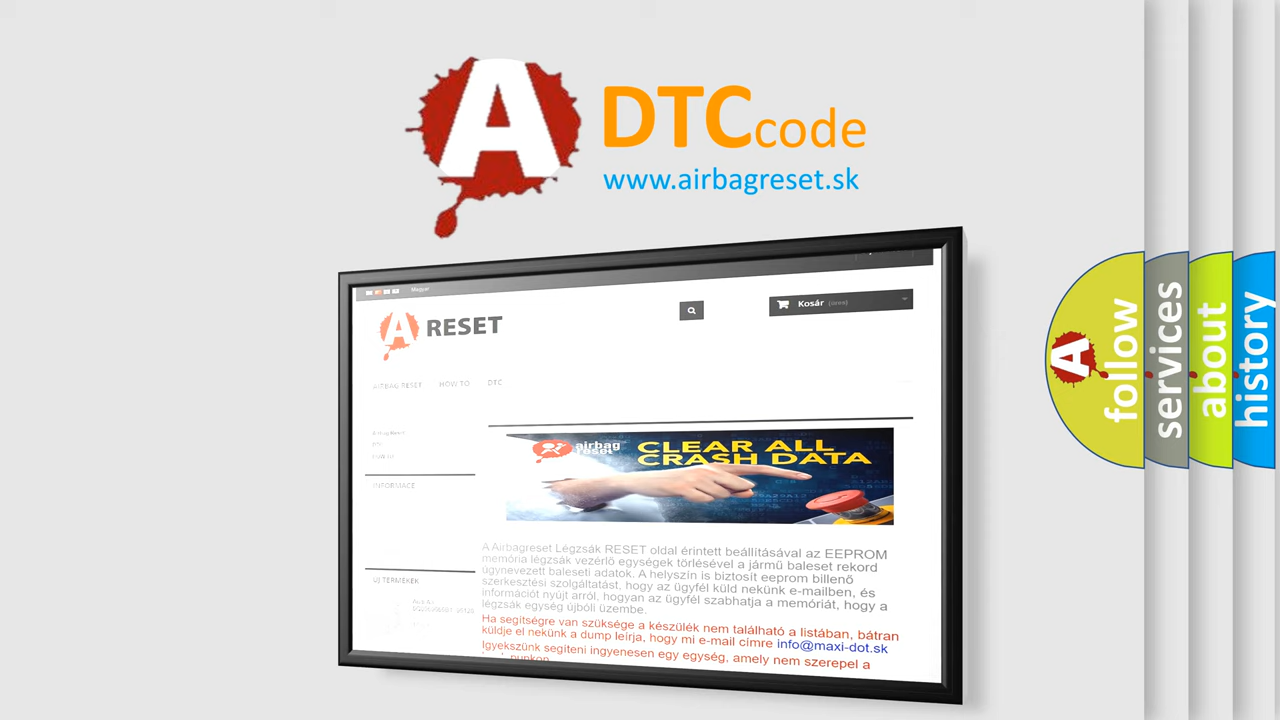 A
DTC code
www.airbagreset.sk
Magyar
Kosár (üres)
A RESET
AIRBAG RESET HOW TO DTC
INFORMACE
airbag
reset
CLEAR ALL
CRASH DATA
A Airbagreset Légzsák RESET oldal érintett beállításával az EEPROM
memória légzsák vezérlő egységek törlésével a jármű baleset rekord
úgynevezett baleseti adatok. A helyszín is biztosít eeprom billenő
szerkesztési szolgáltatást, hogy az ügyfél küld nekünk e-mailben, és
információt nyújt arról, hogyan az ügyfél szabhatja a memóriát, hogy a
légzsák egység újbóli üzembe.
Ha segítségre van szüksége a készülék nem található a listában, bátran
küldje el nekünk a dump leírja, hogy mi e-mail címre info@maxi-dot.sk
Igyekszünk segíteni ingyenesen egy egység, amely nem szerepel a
ÚJ TERMÉKEK
A
follow
services
about
history